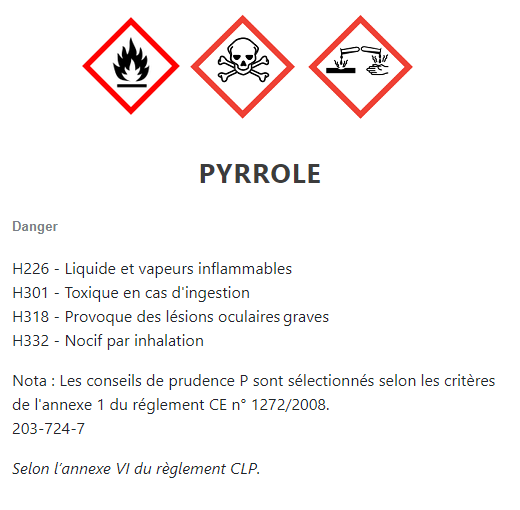 PYRROLE
Danger
H226 - Liquide et vapeurs inflammables
H301 - Toxique en cas d'ingestion
H318 - Provoque des lésions oculaires graves
H332 - Nocif par inhalation
Nota : Les conseils de prudence P sont sélectionnés selon les critères
de l'annexe 1 du réglement CE n° 1272/2008.
203-724-7
Selon l’annexe VI du règlement CLP.